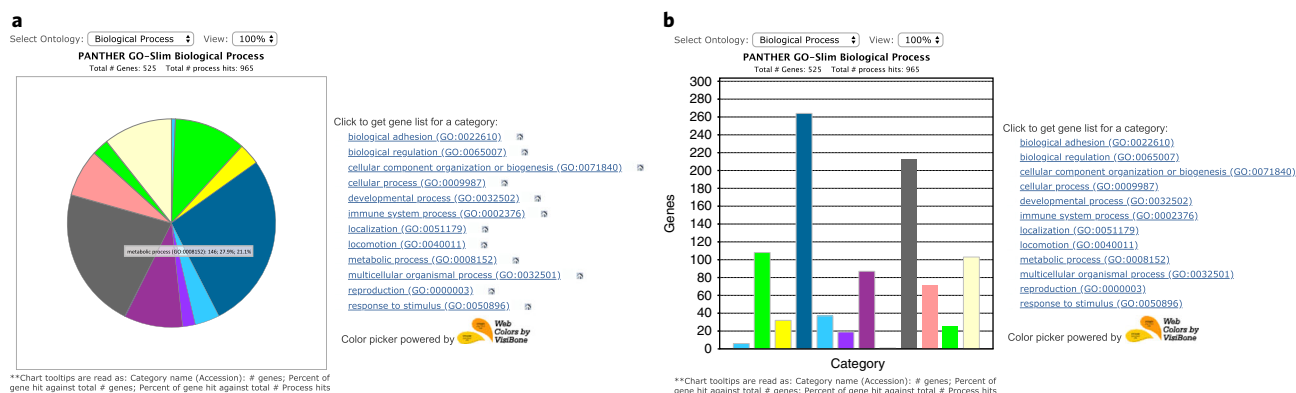 a
Select Ontology: Biological Process View: 100%
PANTHER GO-Slim Biological Process
Total # Genes: 525 Total # process hits: 965
metabolic process (GO:0008152): 146; 27.9%; 21.1%
**Chart tooltips are read as: Category name (Accession): # genes; Percent of
gene hit against total # genes; Percent of gene hit against total # Process hits
Click to get gene list for a category:
biological adhesion (GO:0022610)
biological regulation (GO:0065007)
cellular component organization or biogenesis (GO:0071840)
cellular process (GO:0009987)
developmental process (GO:0032502)
immune system process (GO:0002376)
localization (GO:0051179)
locomotion (GO:0040011)
metabolic process (GO:0008152)
multicellular organismal process (GO:0032501)
reproduction (GO:0000003)
response to stimulus (GO:0050896)
Color picker powered by
Web
Colors by
VisiBone
b
Select Ontology: Biological Process View: 100%
PANTHER GO-Slim Biological Process
Total # Genes: 525 Total # process hits: 965
300
280
260
240
220
200
180
160
140
120
100
80
60
40
20
0
Genes
Category
**Chart tooltips are read as: Category name (Accession): # genes; Percent of
gene hit against total # genes; Percent of gene hit against total # Process hits
Click to get gene list for a category:
biological adhesion (GO:0022610)
biological regulation (GO:0065007)
cellular component organization or biogenesis (GO:0071840)
cellular process (GO:0009987)
developmental process (GO:0032502)
immune system process (GO:0002376)
localization (GO:0051179)
locomotion (GO:0040011)
metabolic process (GO:0008152)
multicellular organismal process (GO:0032501)
reproduction (GO:0000003)
response to stimulus (GO:0050896)
Color picker powered by
Web
Colors by
VisiBone